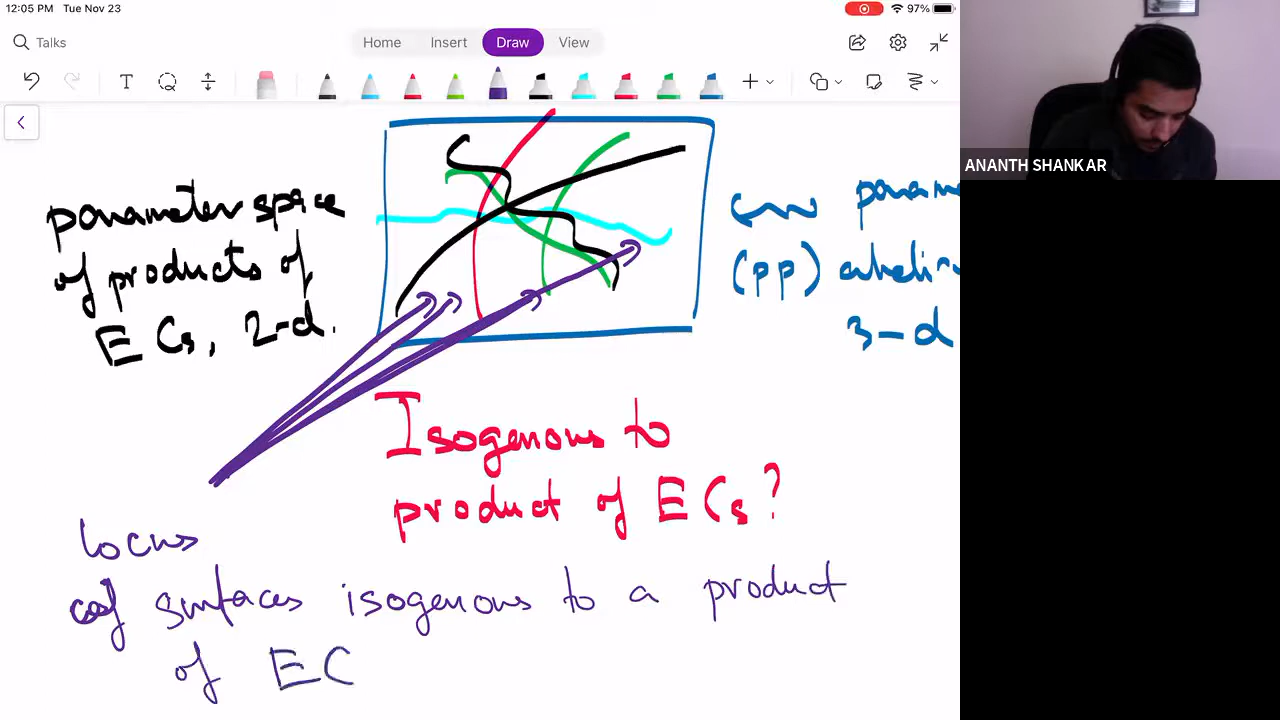 12:05 PM Tue Nov 23
97%
Talks
Home Insert Draw View
T
ANANTH SHANKAR
parameter space
of products of
ECs, 2-d.
(pp)
3-d
Isogenous to
product of ECs?
locus
of surfaces isogenous to a product
of EC